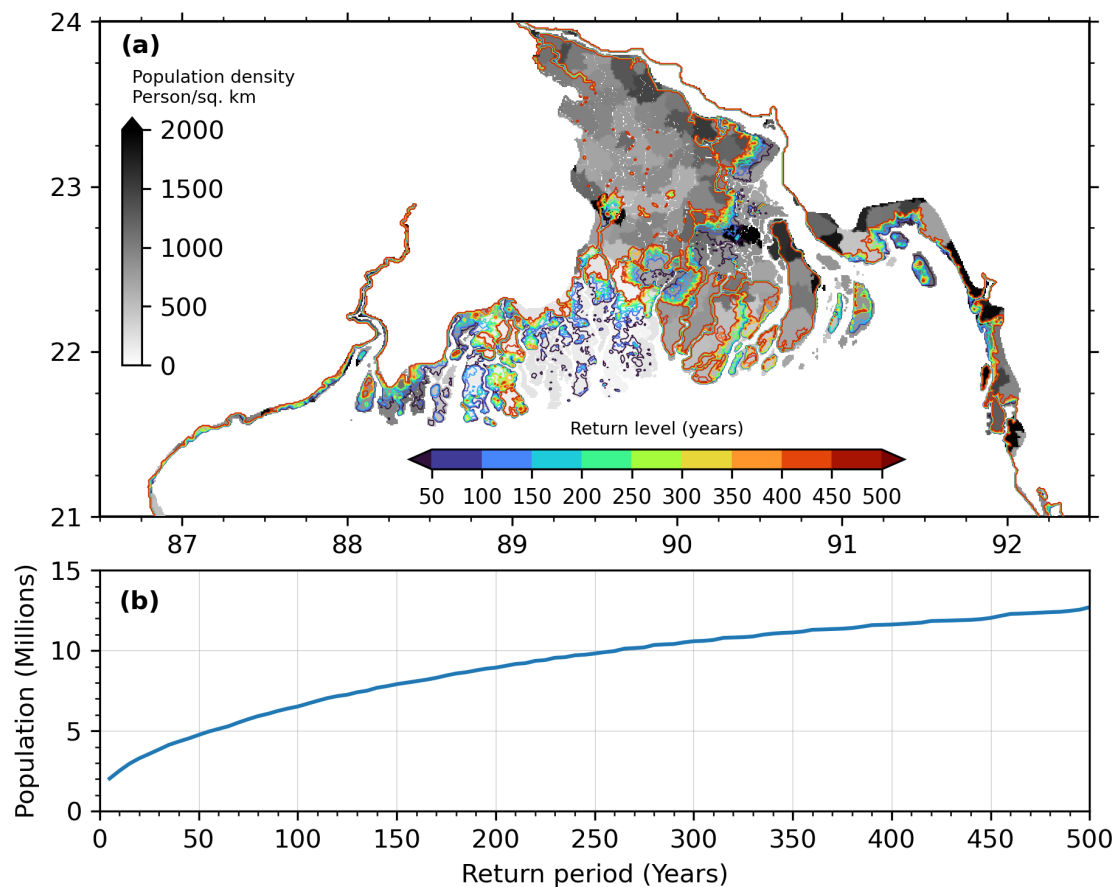 24
(a)
Population density
Person/sq. km
2000
1500
1000
500
0
23
22
21
Return level (years)
50 100 150 200 250 300 350 400 450 500
87 88 89 90 91 92
(b)
Population (Millions)
15
10
5
0
0 50 100 150 200 250 300 350 400 450 500
Return period (Years)